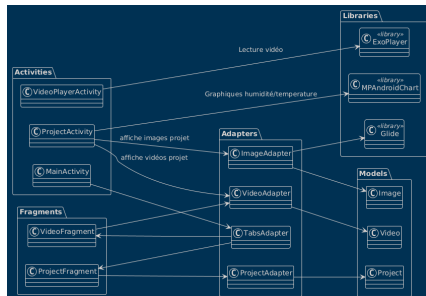 Libraries
«library»
C ExoPlayer
Lecture vidéo
Activities
C VideoPlayerActivity
«library»
C MPAndroidChart
Graphiques humidité/temperature
C ProjectActivity
affiche images projet
Adapters
«library»
C Glide
C ImageAdapter
affiche vidéos projet
C MainActivity
Models
C VideoAdapter
C Image
Fragments
C VideoFragment
C TabsAdapter
C Video
C ProjectFragment
C ProjectAdapter
C Project